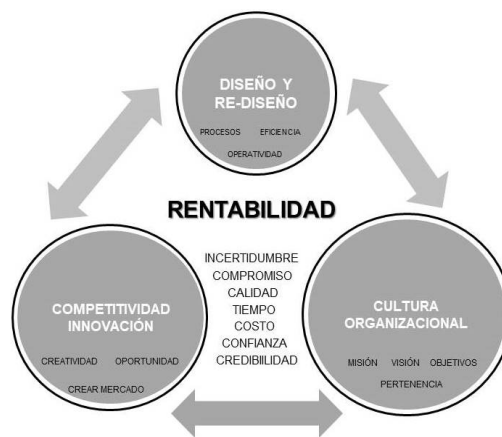 DISEÑO Y
RE-DISEÑO
PROCESOS EFICIENCIA
OPERATIVIDAD
RENTABILIDAD
INCERTIDUMBRE
COMPROMISO
CALIDAD
TIEMPO
COSTO
CONFIANZA
CREDIBILIDAD
COMPETITIVIDAD
INNOVACIÓN
CREATIVIDAD OPORTUNIDAD
CREAR MERCADO
CULTURA
ORGANIZACIONAL
MISIÓN VISIÓN OBJETIVOS
PERTENENCIA